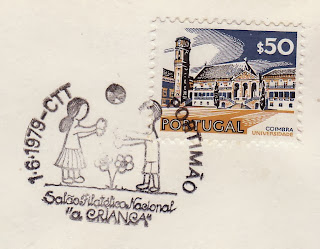 $50
PORTUGAL
COIMBRA
UNIVERSIDADE
1·6·1979-CTT
PORTIMÃO
Salão Filatélico Nacional
"a CRIANÇA"